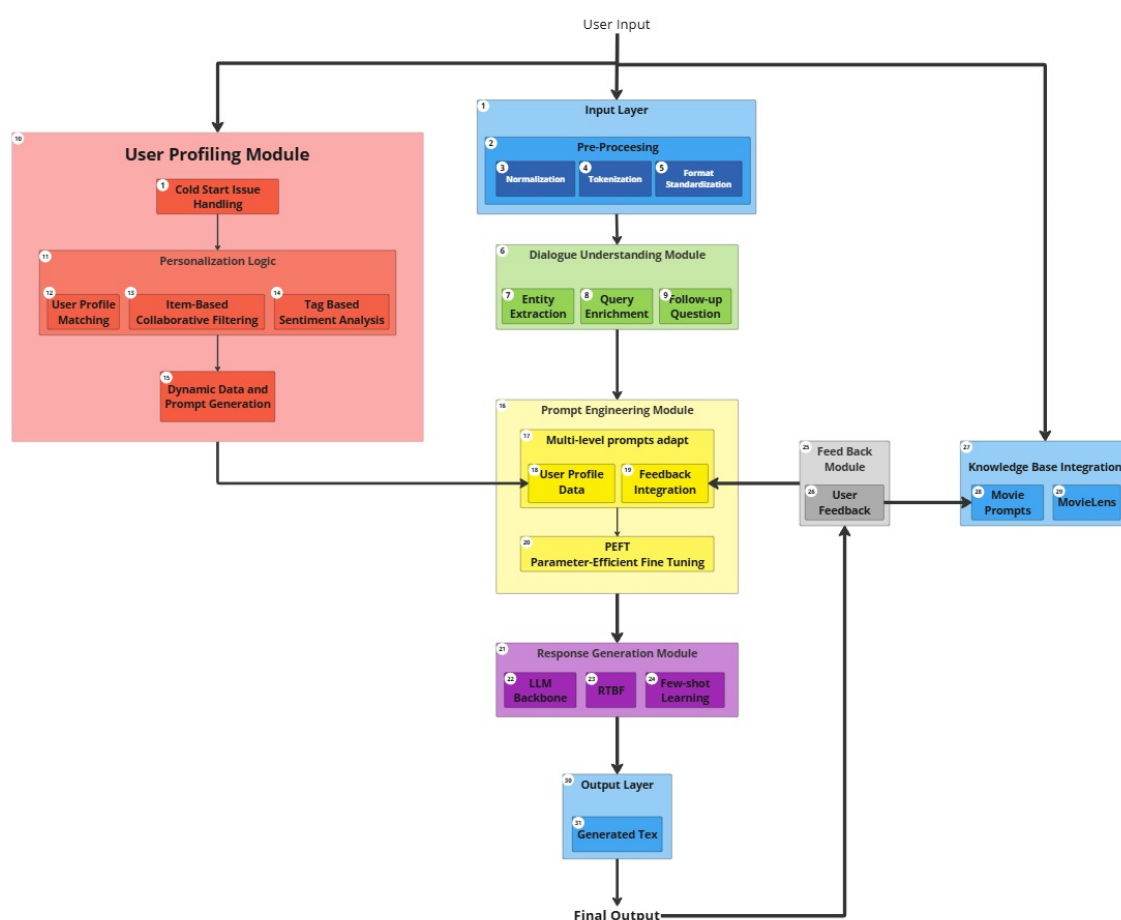 User Input
1
Input Layer
2
Pre-Proceesing
3
Normalization
4
Tokenization
5
Format
Standardization
10
User Profiling Module
1
Cold Start Issue
Handling
11
Personalization Logic
12
User Profile
Matching
13
Item-Based
Collaborative Filtering
14
Tag Based
Sentiment Analysis
15
Dynamic Data and
Prompt Generation
6
Dialogue Understanding Module
7
Entity
Extraction
8
Query
Enrichment
9
Follow-up
Question
16
Prompt Engineering Module
17
Multi-level prompts adapt
18
User Profile
Data
19
Feedback
Integration
20
PEFT
Parameter-Efficient Fine Tuning
25
Feed Back
Module
26
User
Feedback
27
Knowledge Base Integration
28
Movie
Prompts
29
MovieLens
21
Response Generation Module
22
LLM
Backbone
23
RTBF
24
Few-shot
Learning
30
Output Layer
31
Generated Tex
Final Output